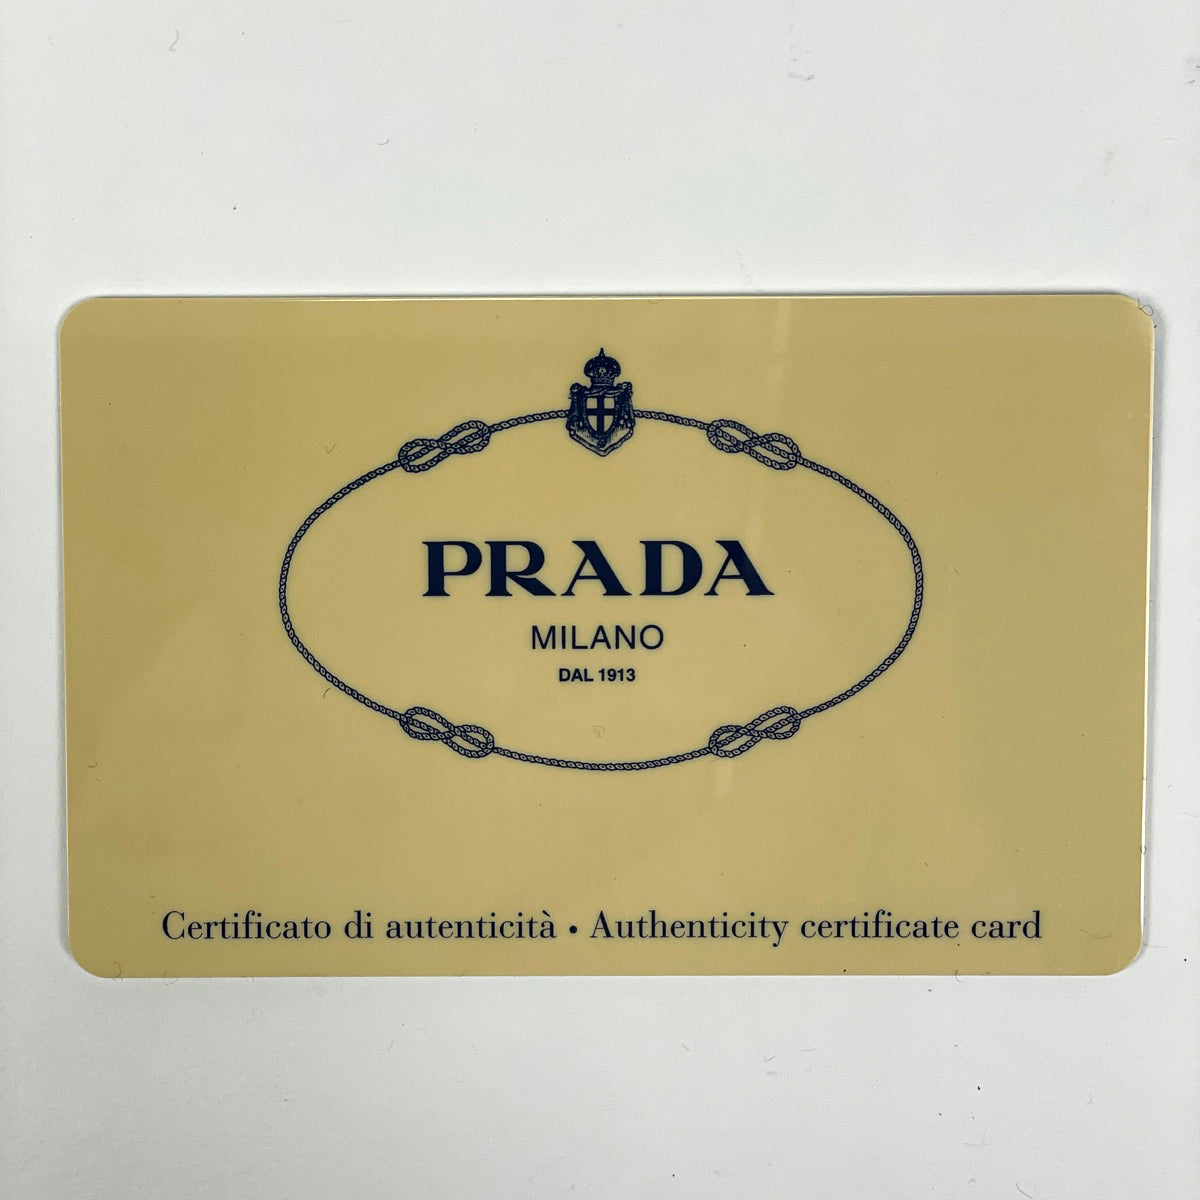 PRADA
MILANO
DAL 1913
Certificato di autenticità • Authenticity certificate card